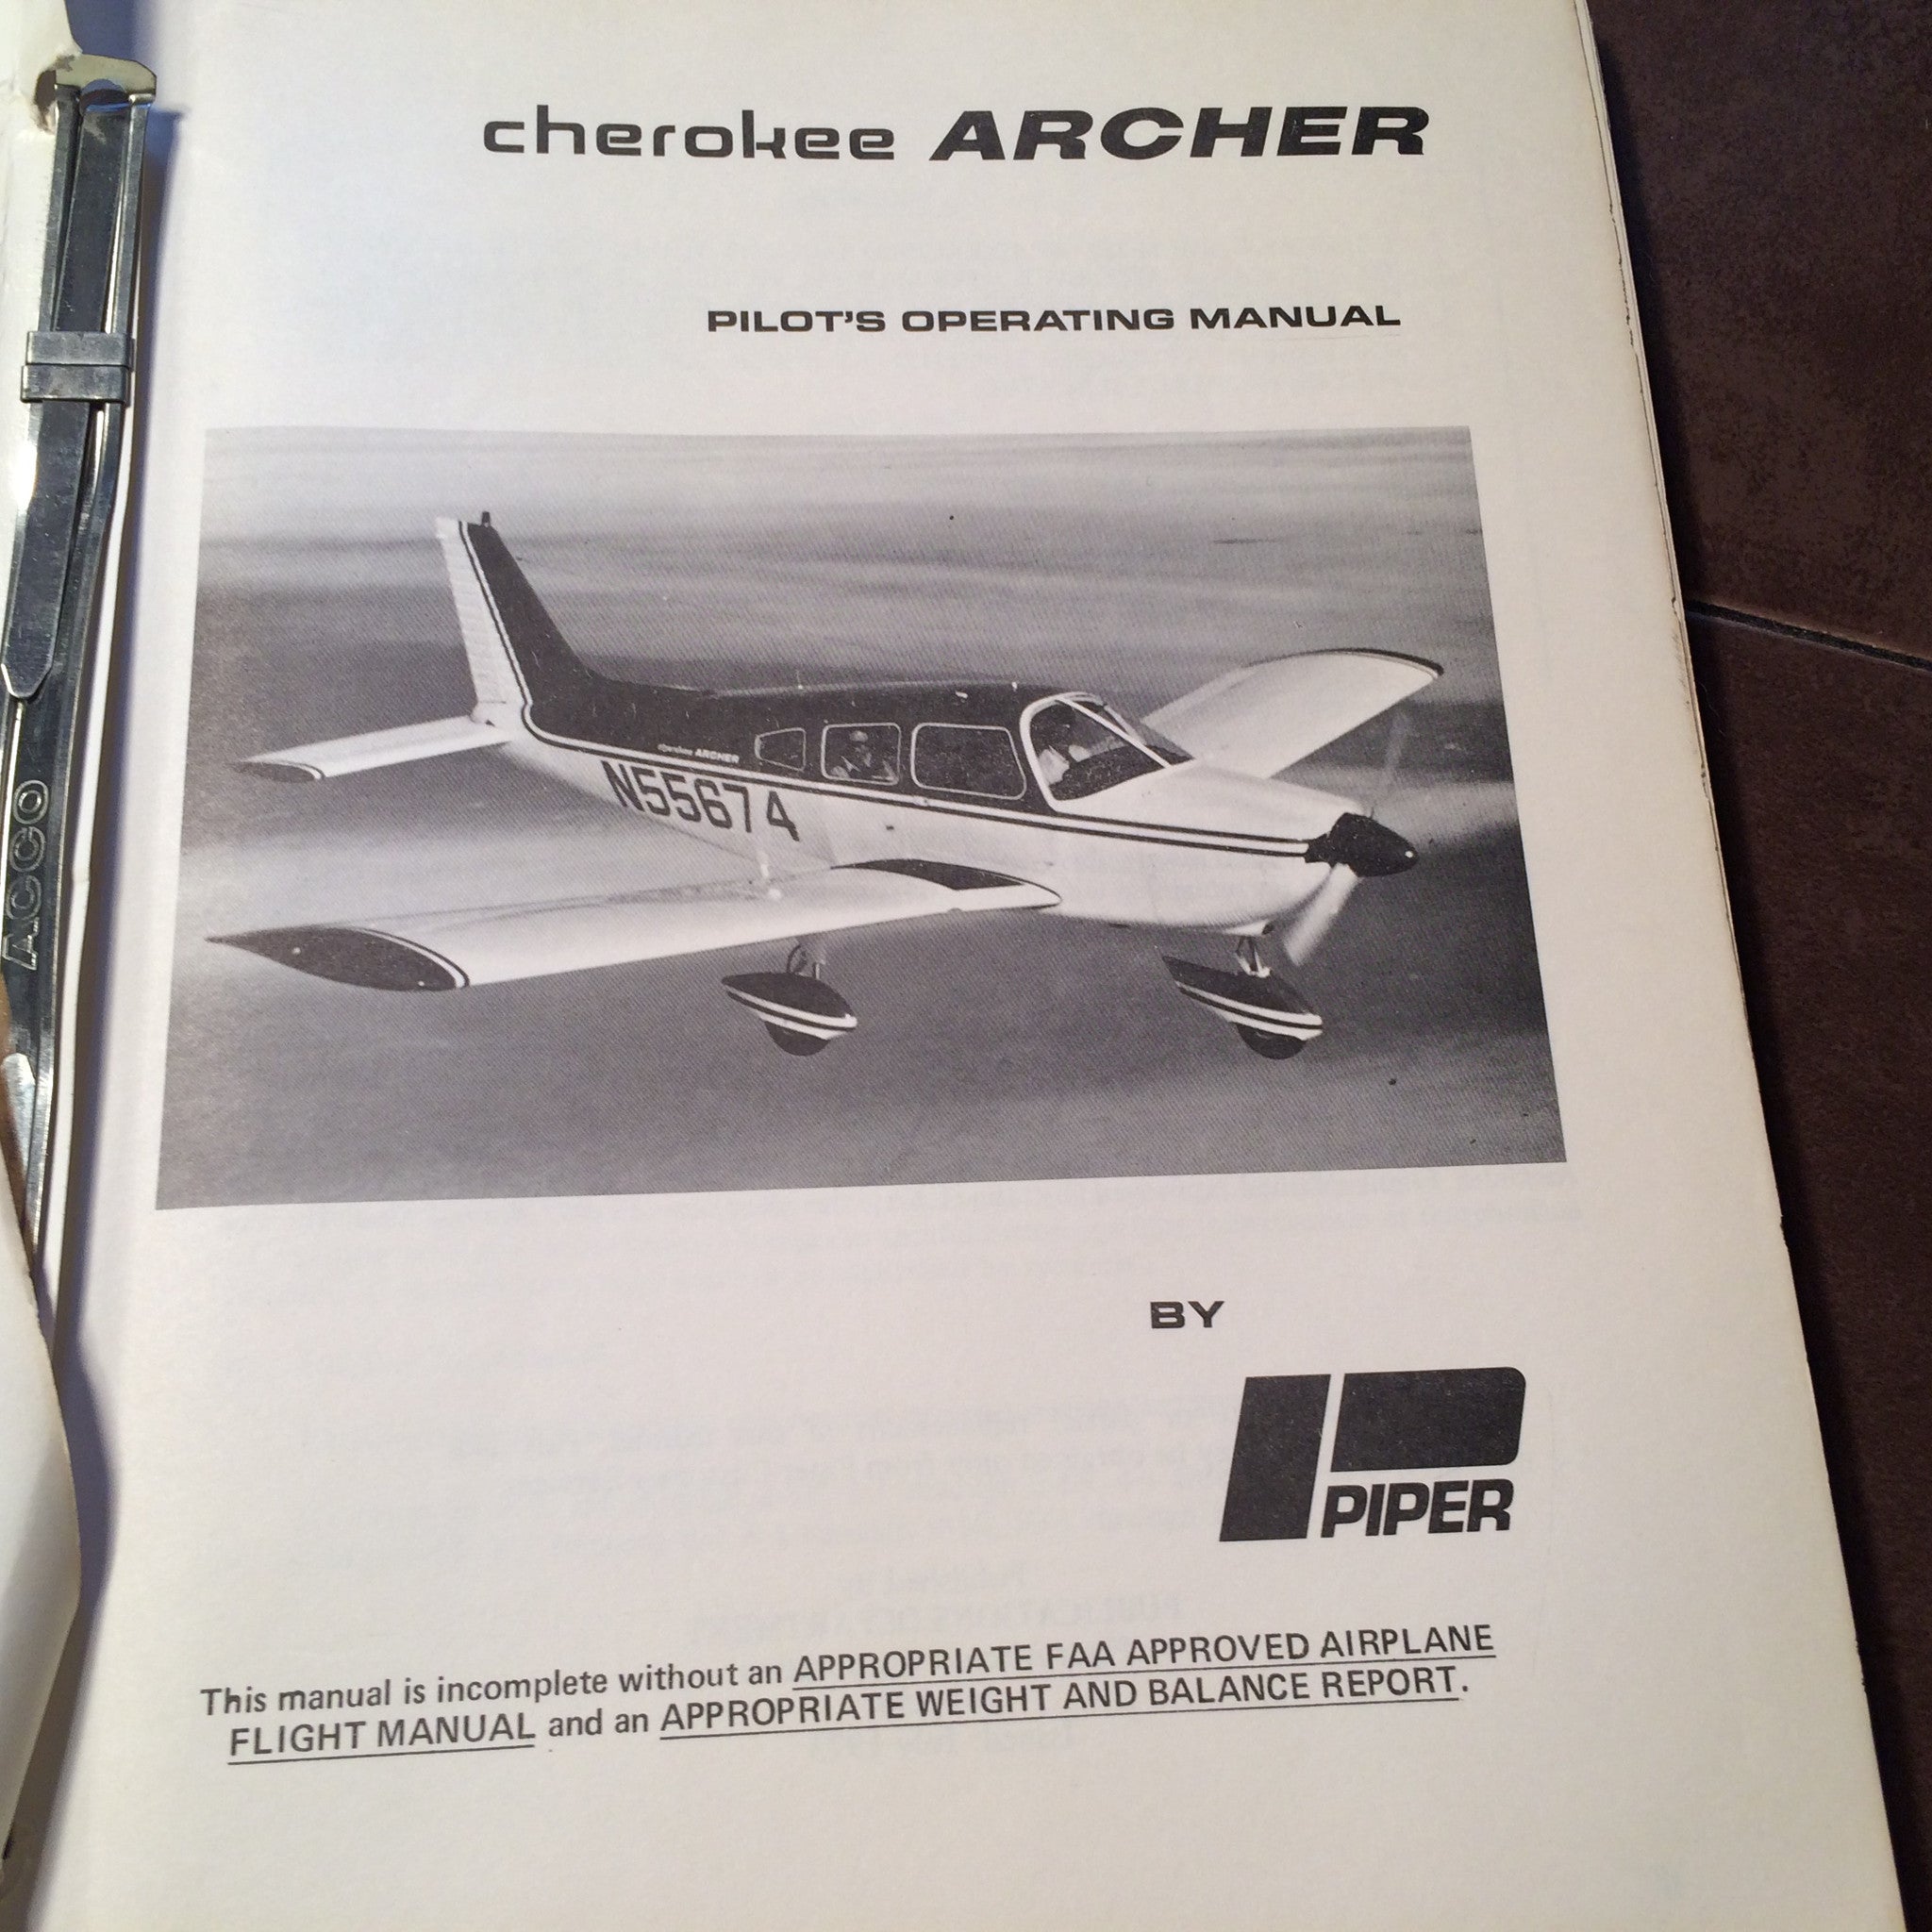 cherokee ARCHER
PILOT'S OPERATING MANUAL
cherokee ARCHER
N55674
BY
PIPER
This manual is incomplete without an APPROPRIATE FAA APPROVED AIRPLANE
FLIGHT MANUAL and an APPROPRIATE WEIGHT AND BALANCE REPORT.
ACCO